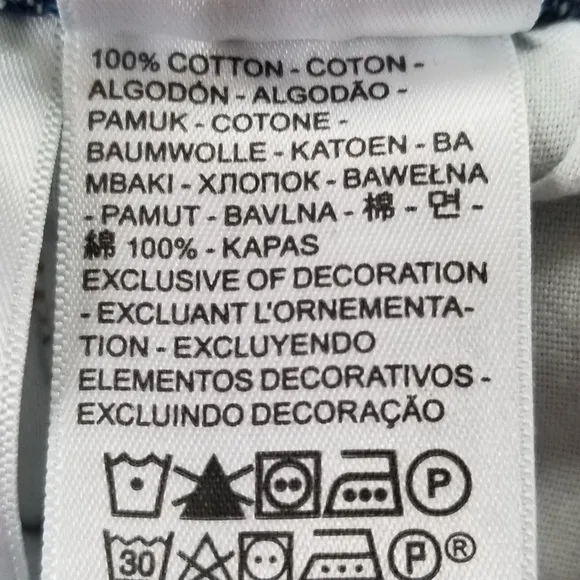 100% COTTON - COTON -
ALGODÓN - ALGODÃO -
PAMUK - COTONE -
BAUMWOLLE - KATOEN - BA
MBAKI - ХЛОПОК - BAWEŁNA
- PAMUT - BAVLNA - 棉 - 면 -
綿 100% - KAPAS
EXCLUSIVE OF DECORATION
- EXCLUANT L'ORNEMENTA-
TION - EXCLUYENDO
ELEMENTOS DECORATIVOS -
EXCLUINDO DECORAÇÃO
P
30 P®